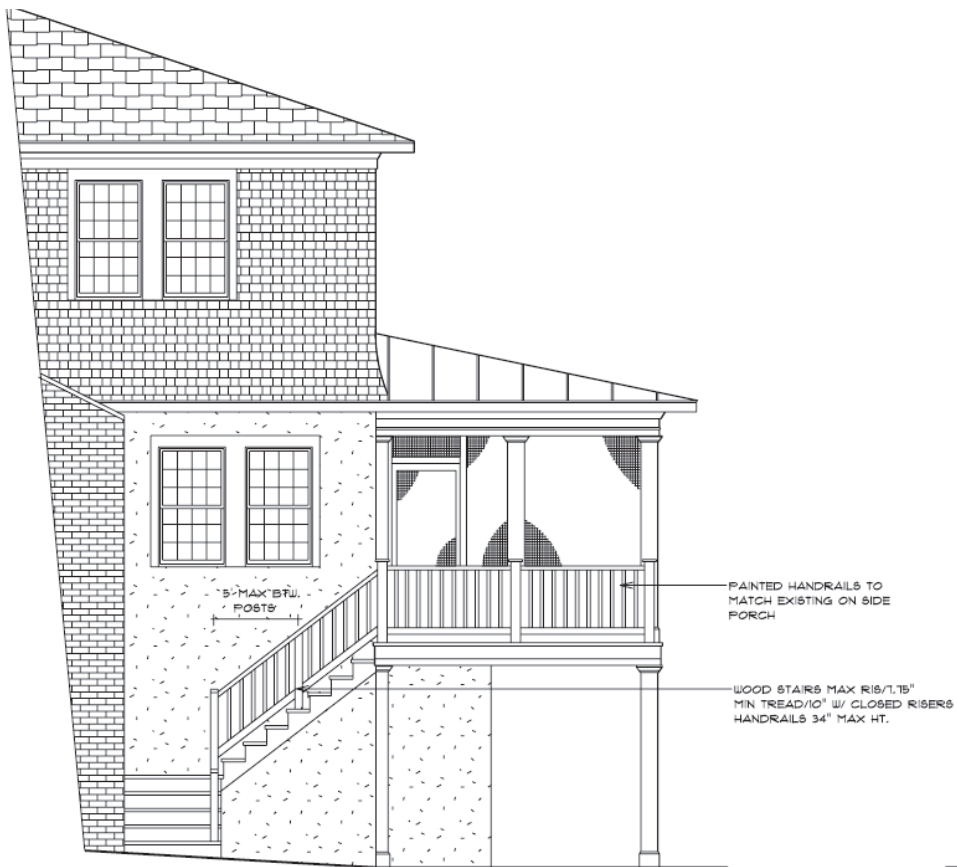 5' MAX BTW.
POSTS
PAINTED HANDRAILS TO
MATCH EXISTING ON SIDE
PORCH
WOOD STAIRS MAX RIS/7.75"
MIN TREAD/10" W/ CLOSED RISERS
HANDRAILS 34" MAX HT.